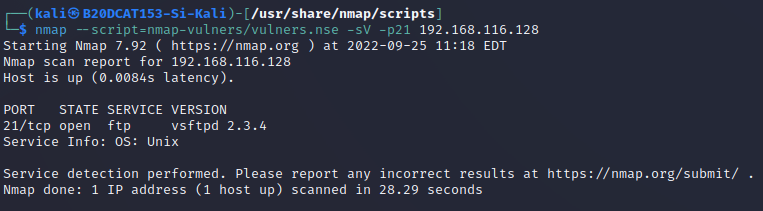 ┌──(kali㉿B20DCAT153-Si-Kali)-[/usr/share/nmap/scripts]
└─$ nmap --script=nmap-vulners/vulners.nse -sV -p21 192.168.116.128
Starting Nmap 7.92 ( https://nmap.org ) at 2022-09-25 11:18 EDT
Nmap scan report for 192.168.116.128
Host is up (0.0084s latency).

PORT   STATE SERVICE VERSION
21/tcp open  ftp     vsftpd 2.3.4
Service Info: OS: Unix

Service detection performed. Please report any incorrect results at https://nmap.org/submit/ .
Nmap done: 1 IP address (1 host up) scanned in 28.29 seconds